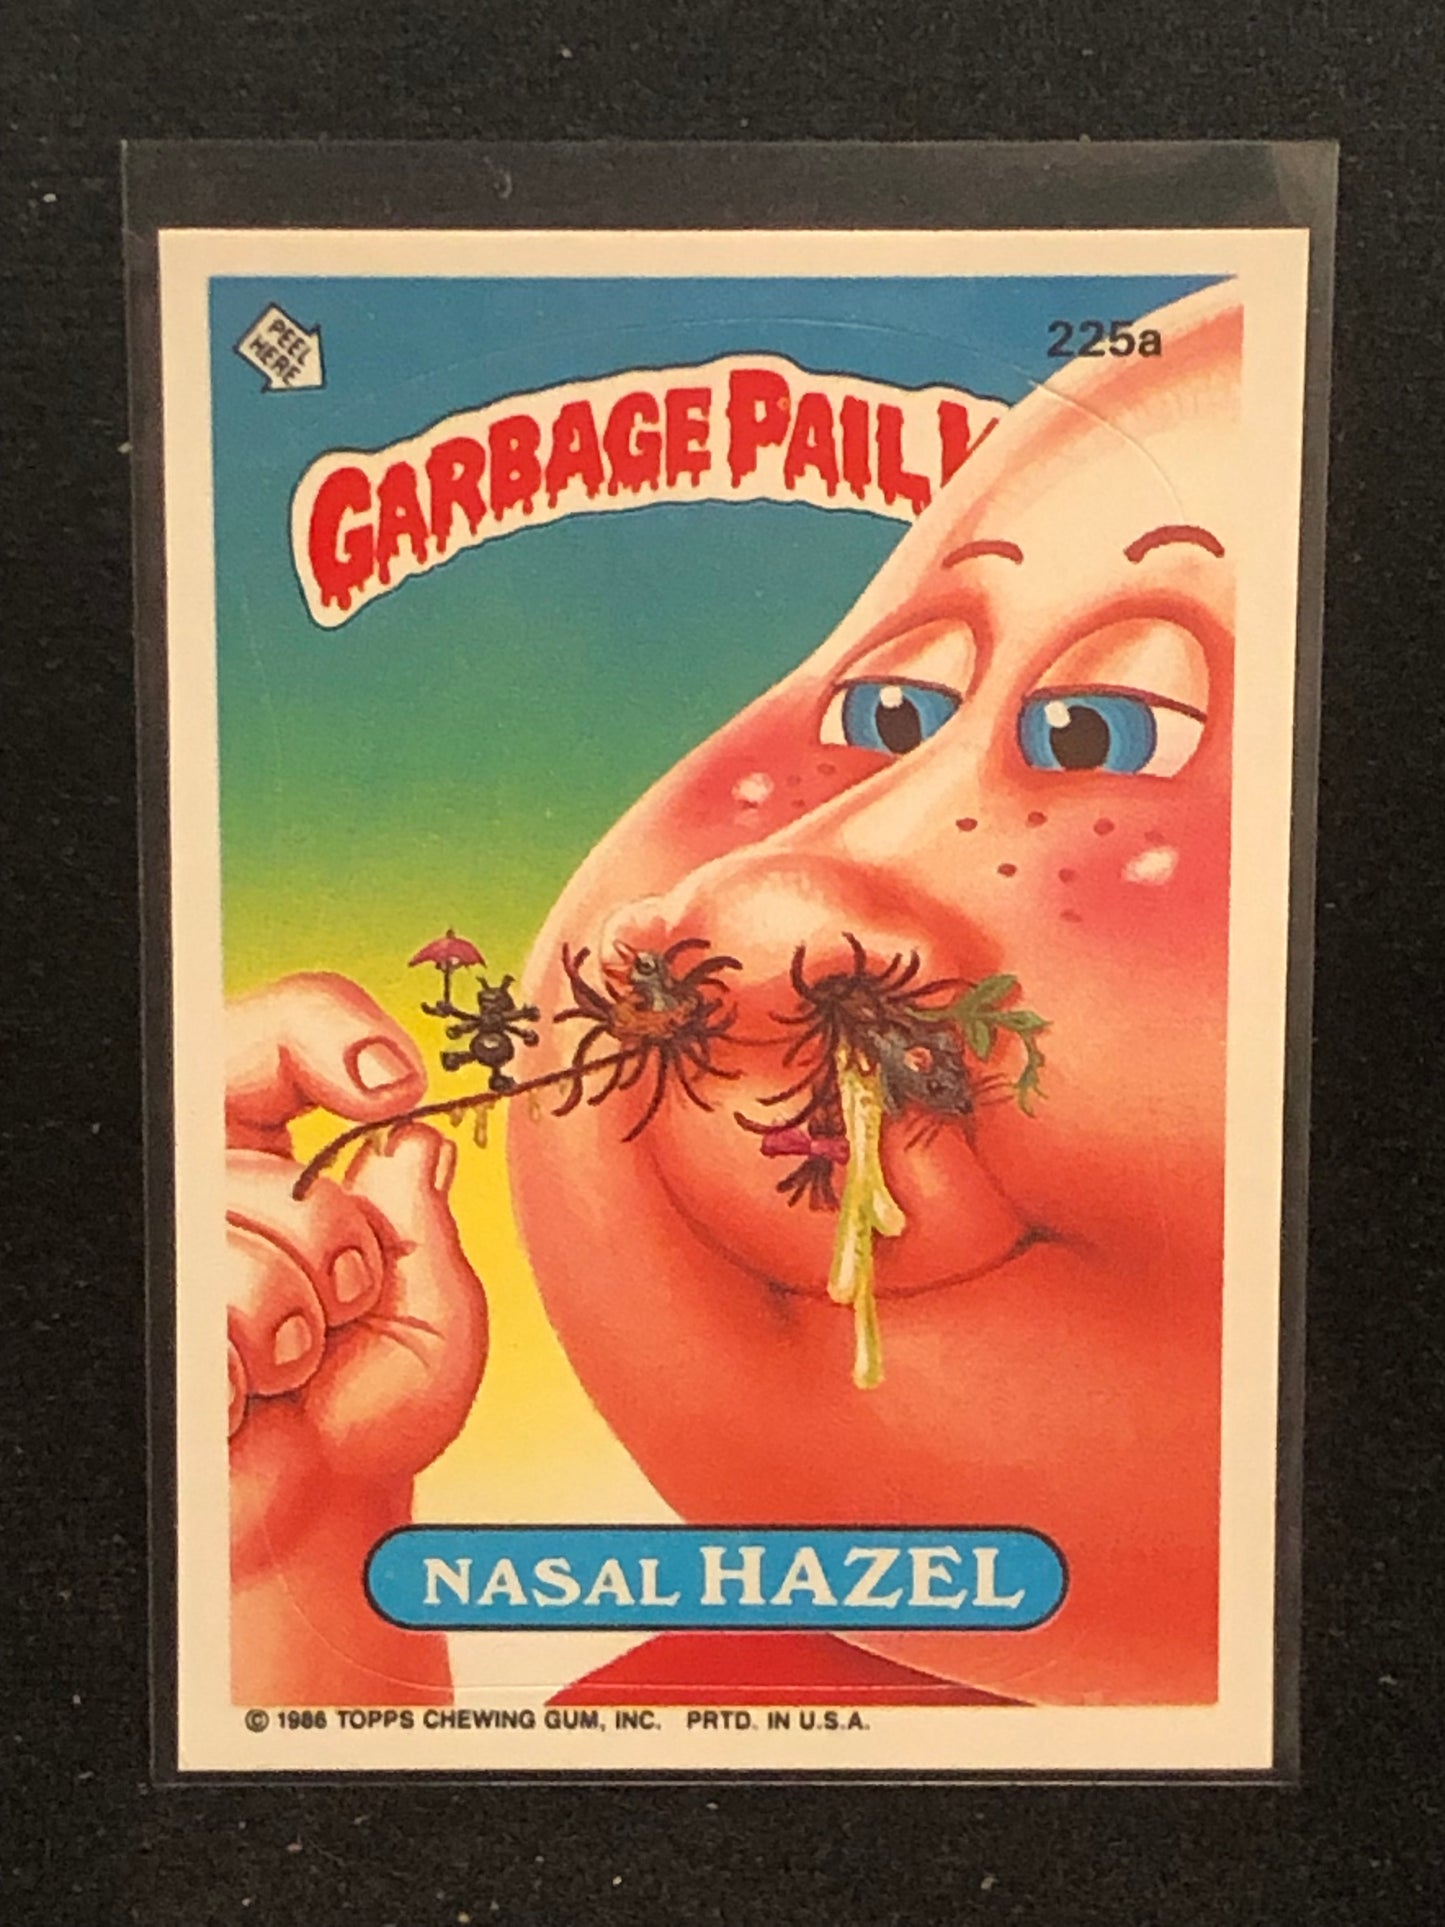 PEEL
HERE
225a
GARBAGE PAIL
NASAL HAZEL
© 1986 TOPPS CHEWING GUM, INC. PRTD. IN U.S.A.